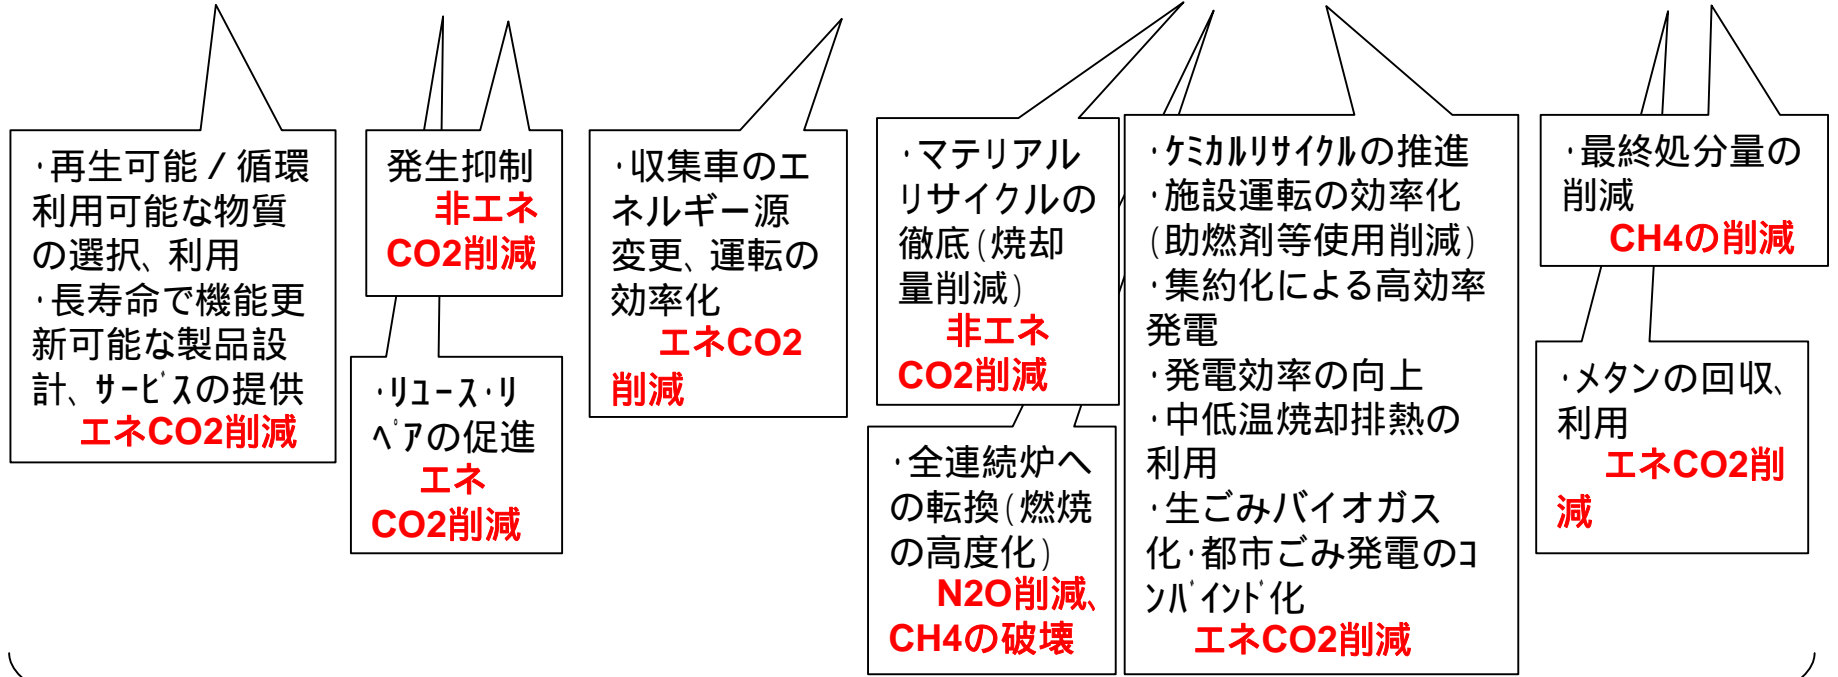 ・再生可能/循環
利用可能な物質
の選択、利用
・長寿命で機能更
新可能な製品設
計、ｻｰﾋﾞｽの提供
エネCO2削減
発生抑制
非エネ
CO2削減
・ﾘﾕｰｽ・ﾘ
ﾍﾟｱの促進
エネ
CO2削減
・収集車のエ
ネルギー源
変更、運転の
効率化
エネCO2
削減
・マテリアル
リサイクルの
徹底(焼却
量削減)
非エネ
CO2削減
・全連続炉へ
の転換(燃焼
の高度化)
N2O削減、
CH4の破壊
・ｹﾐｶﾙﾘｻｲｸﾙの推進
・施設運転の効率化
(助燃剤等使用削減)
・集約化による高効率
発電
・発電効率の向上
・中低温焼却排熱の
利用
・生ごみバイオガス
化・都市ごみ発電のｺ
ﾝﾊﾞｲﾝﾄﾞ化
エネCO2削減
・最終処分量の
削減
CH4の削減
・メタンの回収、
利用
エネCO2削
減